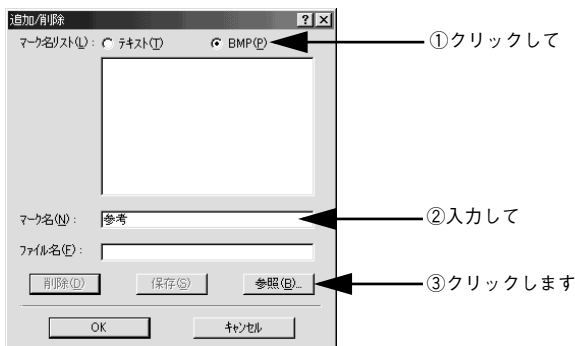 追加/削除
マーク名リスト(L): テキスト(T) BMP(P) ①クリックして
マーク名(N): 参考 ②入力して
ファイル名(F):
削除(D) 保存(S) 参照(B)... ③クリックします
OK キャンセル